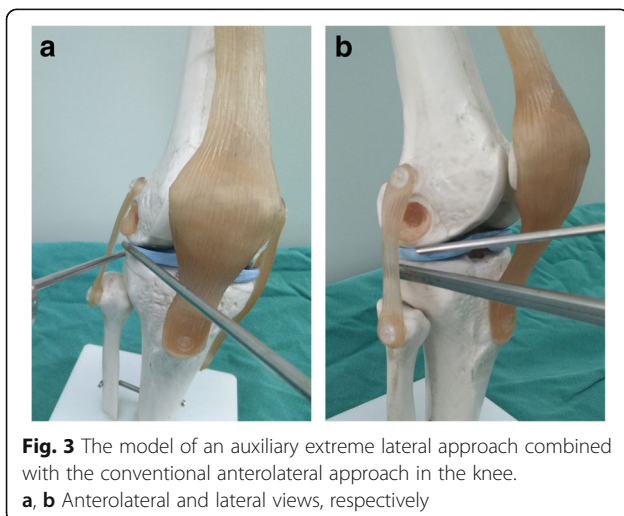 a
b
Fig. 3 The model of an auxiliary extreme lateral approach combined
with the conventional anterolateral approach in the knee.
a, b Anterolateral and lateral views, respectively